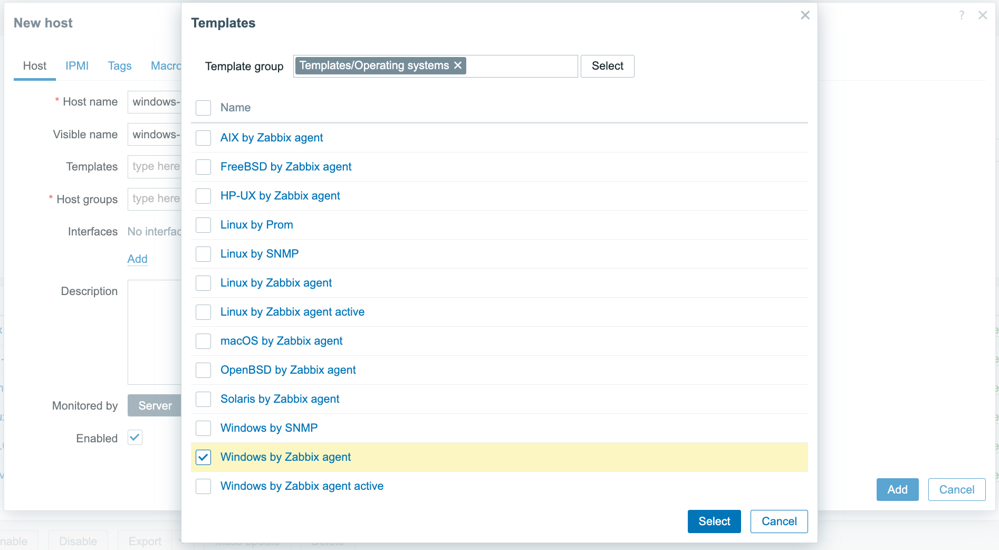 New host
?
Host IPMI Tags Macro
* Host name windows-
Visible name windows-
Templates type here
* Host groups type here
Interfaces No interfac
Add
Description
Monitored by Server
Enabled
Add Cancel
Templates
Template group Templates/Operating systems Select
Name
AIX by Zabbix agent
FreeBSD by Zabbix agent
HP-UX by Zabbix agent
Linux by Prom
Linux by SNMP
Linux by Zabbix agent
Linux by Zabbix agent active
macOS by Zabbix agent
OpenBSD by Zabbix agent
Solaris by Zabbix agent
Windows by SNMP
Windows by Zabbix agent
Windows by Zabbix agent active
Select Cancel
nable Disable Export Mass update Delete